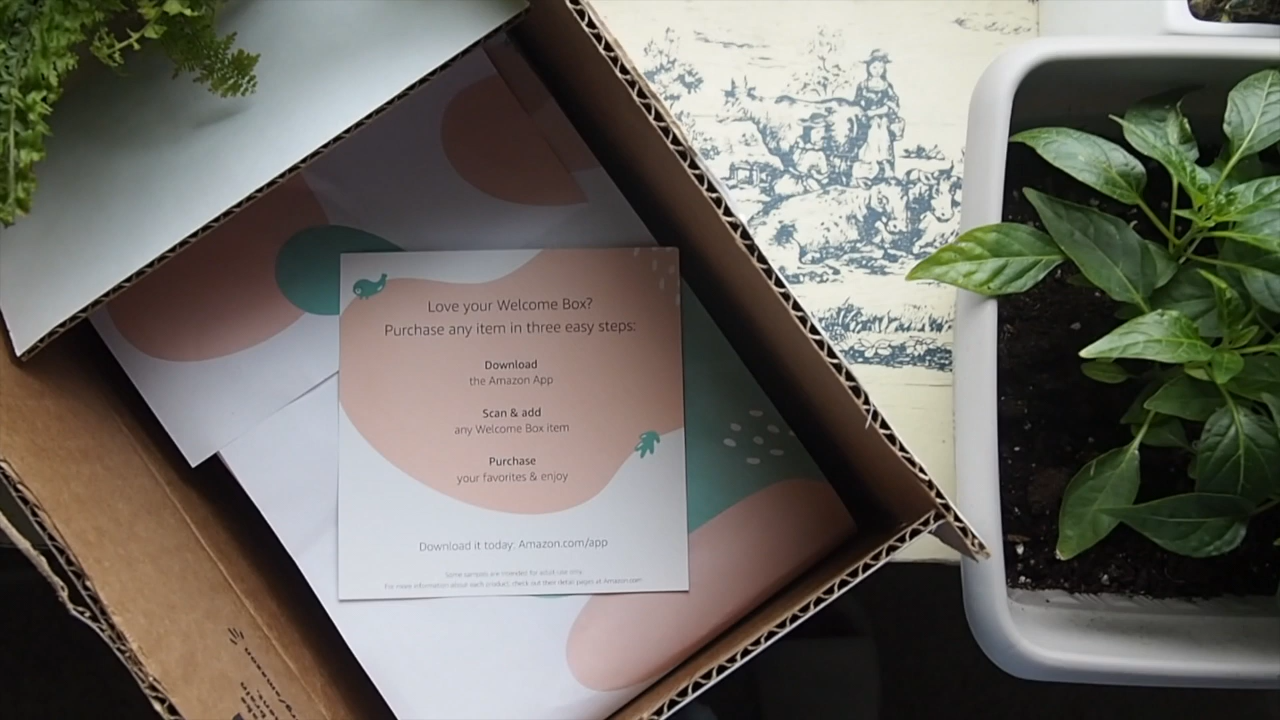 Love your Welcome Box?
Purchase any item in three easy steps:
Download
the Amazon App
Scan & add
any Welcome Box item
Purchase
your favorites & enjoy
Download it today: Amazon.com/app
Some samples are intended for adult use only.
For more information about each product, check out their detail pages at Amazon.com